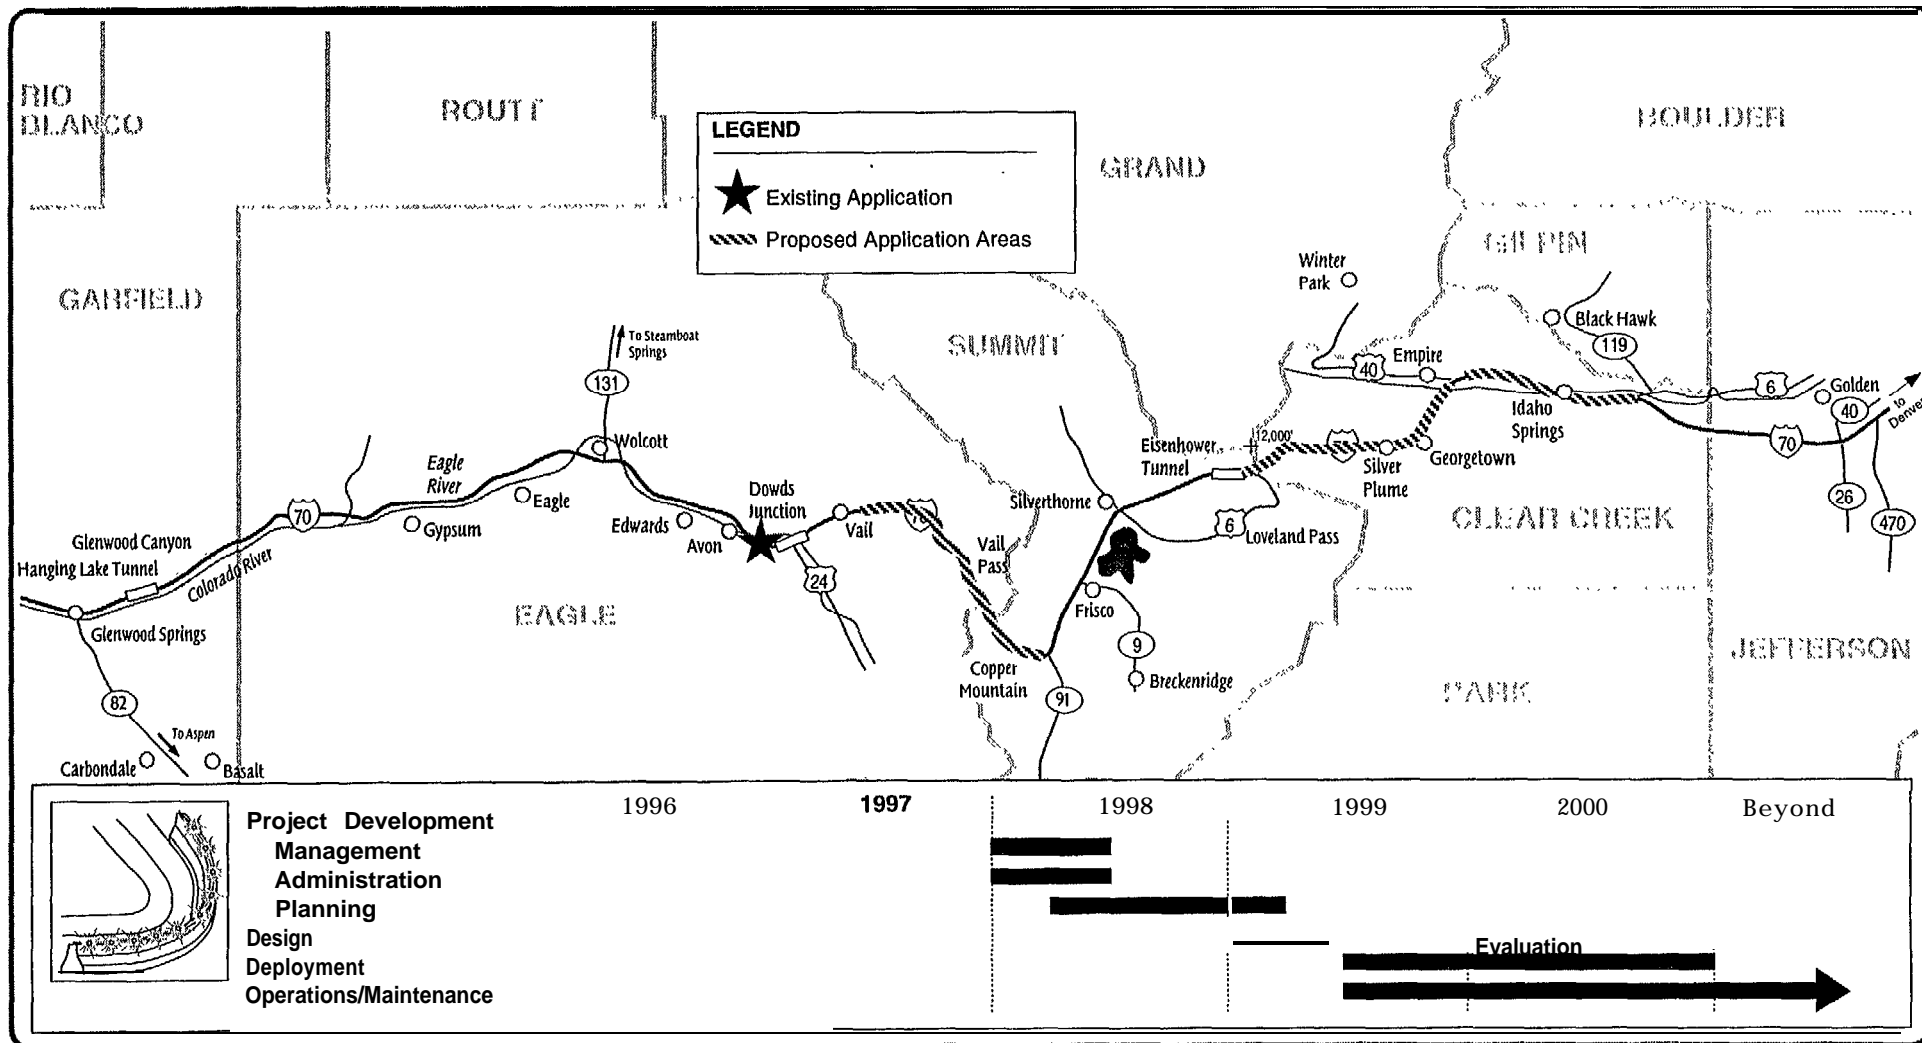 RIO
BLANCO
ROUTT
LEGEND
Existing Application
Proposed Application Areas
GRAND
BOULDER
GILPIN
GARFIELD
SUMMIT
Winter
Park
Black Hawk
119
To Steamboat
Springs
131
40
Empire
6
Golden
40
to
Denver
Idaho
Springs
Wolcott
Eagle
River
Eisenhower
Tunnel
12,000'
Silver
Plume
Georgetown
70
Dowds
Junction
Silverthorne
70
Eagle
Gypsum
Edwards
Avon
Vail
70
Vail
Pass
6
Loveland Pass
CLEAR CREEK
26
470
Glenwood Canyon
Hanging Lake Tunnel
Colorado River
24
Frisco
Glenwood Springs
EAGLE
9
JEFFERSON
Copper
Mountain
91
Breckenridge
PARK
82
To Aspen
Carbondale
Basalt
1996
1997
1998
1999
2000
Beyond
Project Development
Management
Administration
Planning
Design
Evaluation
Deployment
Operations/Maintenance